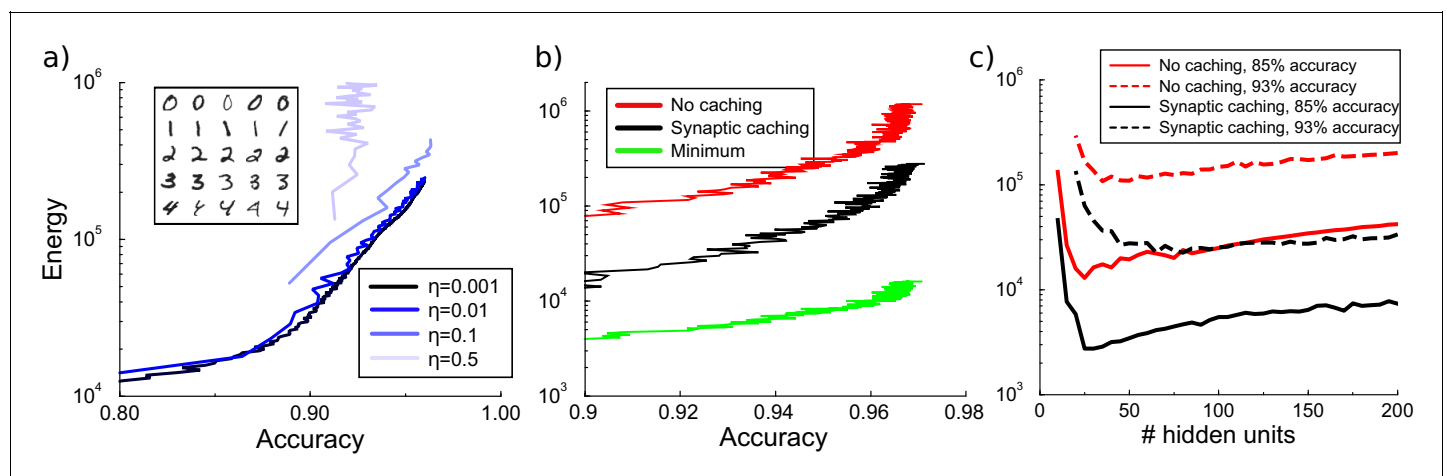 a)
Energy
10^6
10^5
10^4
0 0 0 0 0
1 1 1 1 1
2 2 2 2 2
3 3 3 3 3
4 4 4 4 4
η=0.001
η=0.01
η=0.1
η=0.5
0.80 0.90 1.00
Accuracy
b)
10^6
10^5
10^4
10^3
No caching
Synaptic caching
Minimum
0.9 0.92 0.94 0.96 0.98
Accuracy
c)
No caching, 85% accuracy
No caching, 93% accuracy
Synaptic caching, 85% accuracy
Synaptic caching, 93% accuracy
10^6
10^5
10^4
10^3
0 50 100 150 200
# hidden units